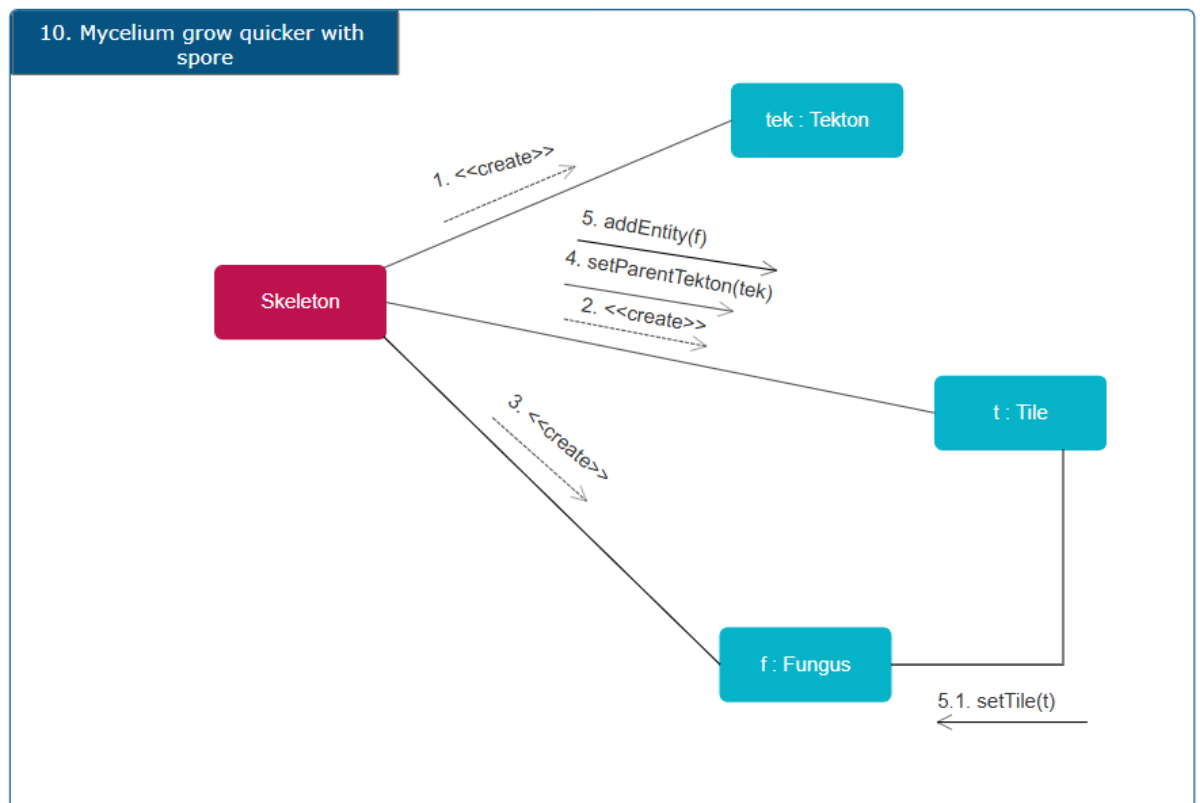 10. Mycelium grow quicker with
spore
tek : Tekton
1. <<create>>
5. addEntity(f)
4. setParentTekton(tek)
Skeleton
2. <<create>>
t : Tile
3. <<create>>
f : Fungus
5.1. setTile(t)